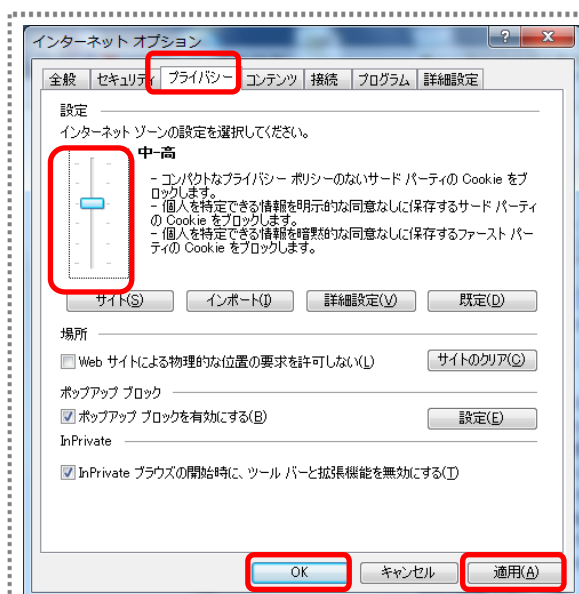 インターネット オプション
全般 セキュリティ プライバシー コンテンツ 接続 プログラム 詳細設定
設定
インターネット ゾーンの設定を選択してください。
中-高
- コンパクトなプライバシー ポリシーのないサード パーティの Cookie をブ
ロックします。
- 個人を特定できる情報を明示的な同意なしに保存するサード パーティ
の Cookie をブロックします。
- 個人を特定できる情報を暗黙的な同意なしに保存するファースト パー
ティの Cookie をブロックします。
サイト(S) インポート(I) 詳細設定(V) 既定(D)
場所
Web サイトによる物理的な位置の要求を許可しない(L) サイトのクリア(C)
ポップアップ ブロック
ポップアップ ブロックを有効にする(B) 設定(E)
InPrivate
InPrivate ブラウズの開始時に、ツール バーと拡張機能を無効にする(T)
OK キャンセル 適用(A)